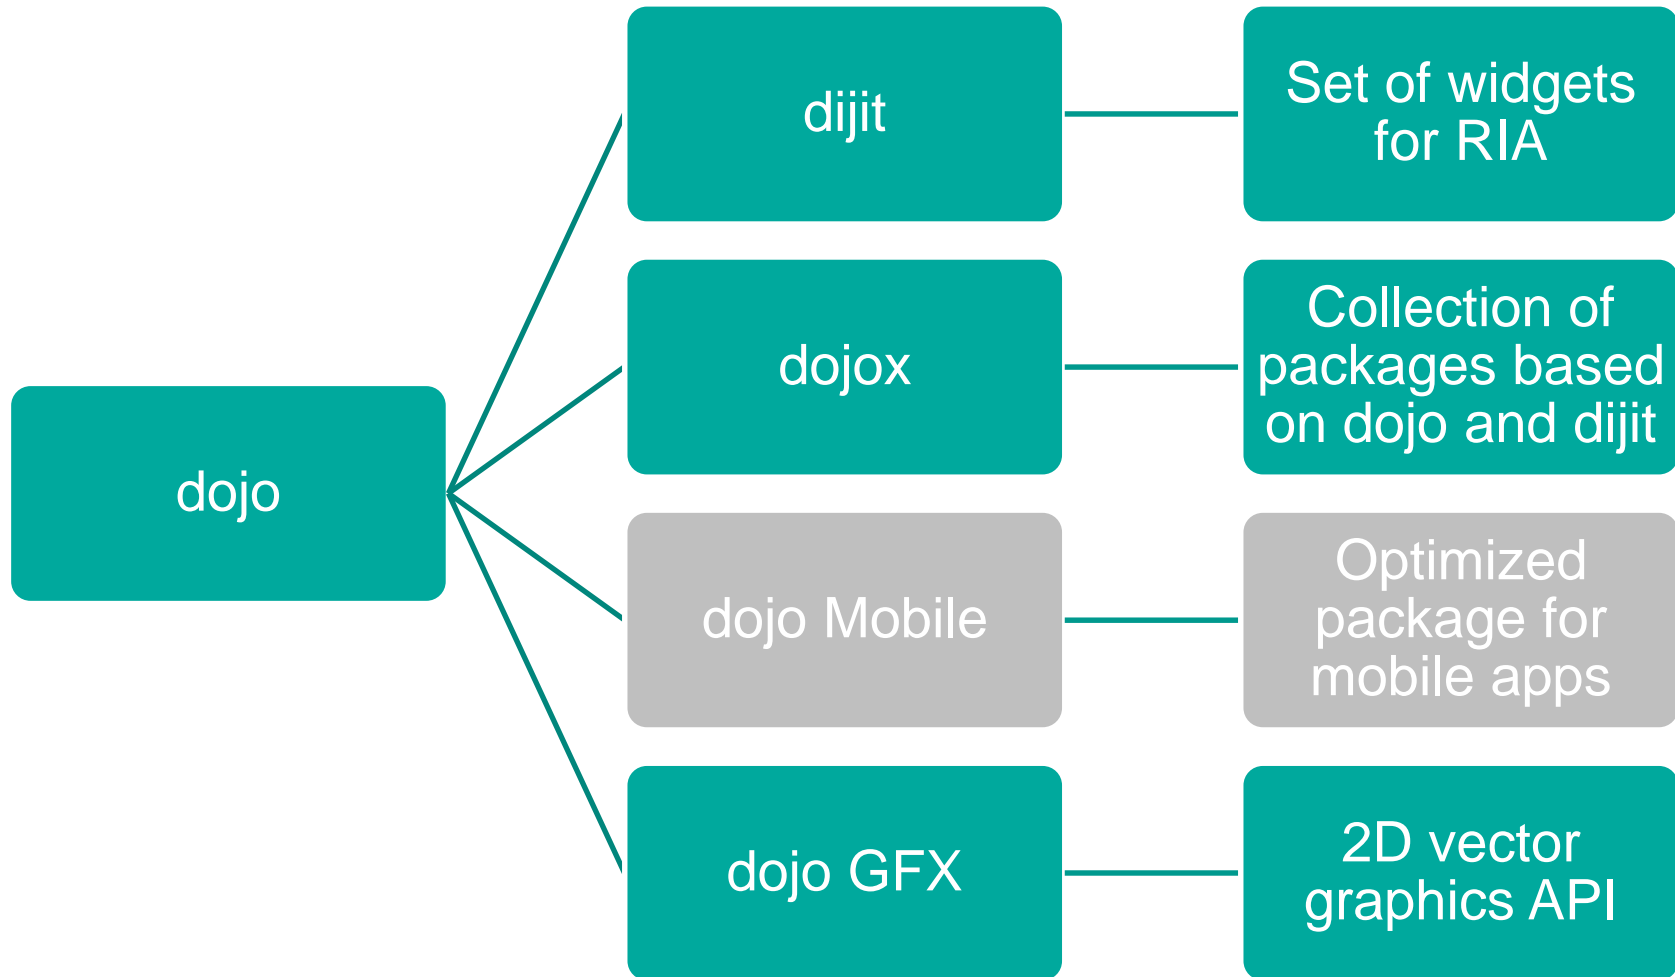 dojo
dijit
Set of widgets
for RIA
dojox
Collection of
packages based
on dojo and dijit
dojo Mobile
Optimized
package for
mobile apps
dojo GFX
2D vector
graphics API